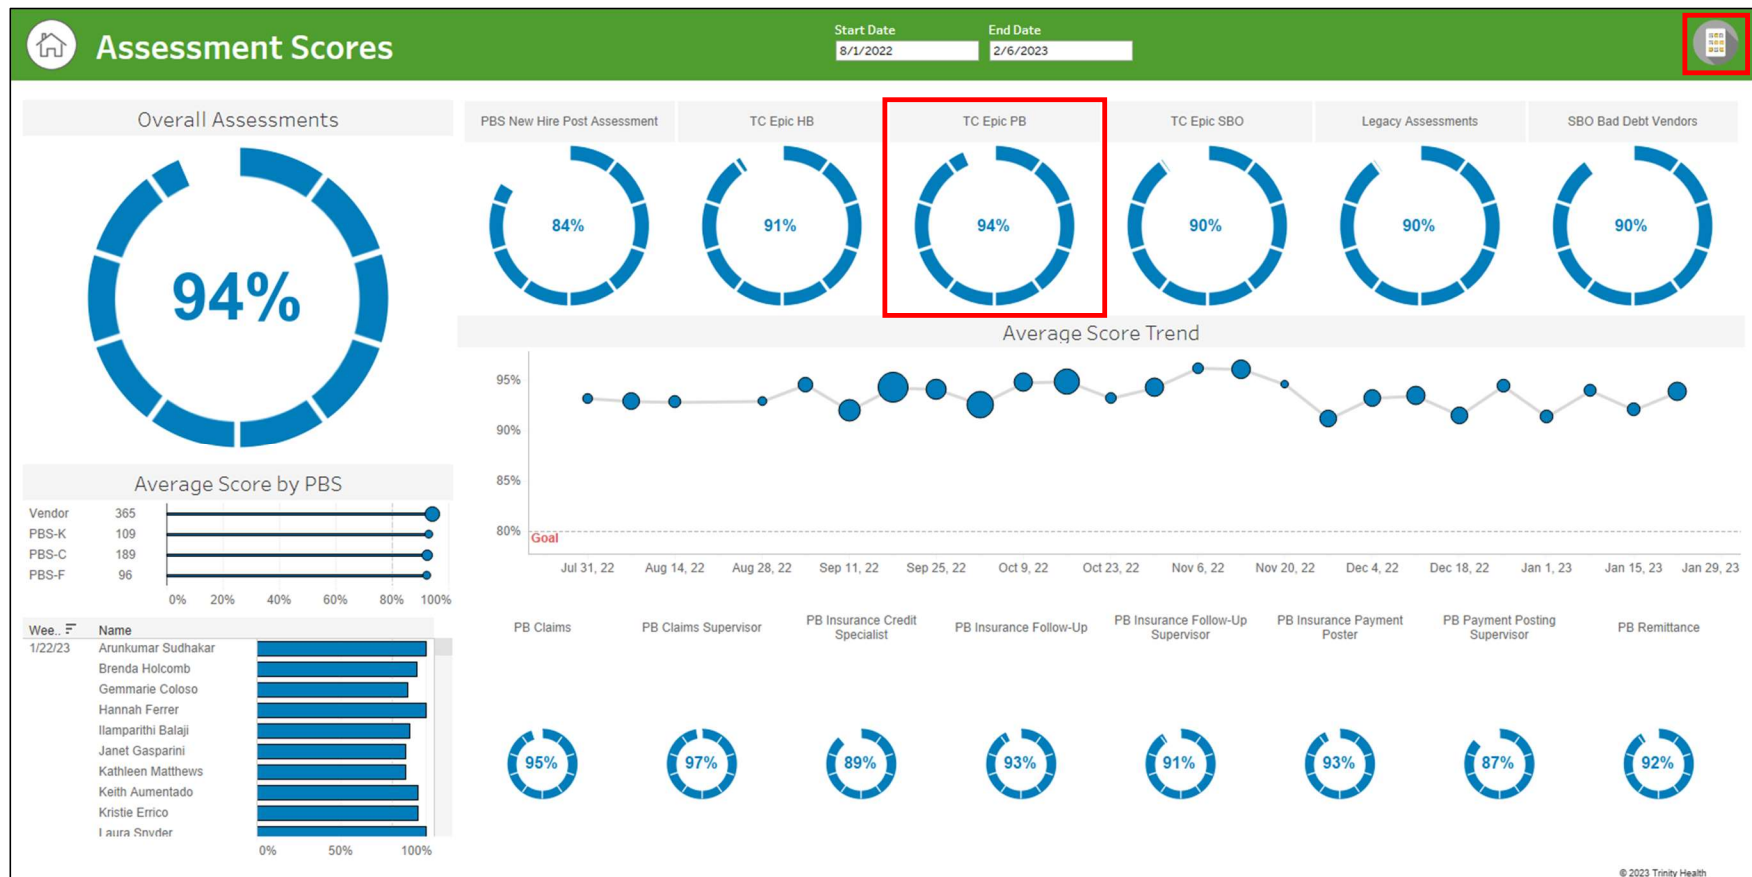 Assessment Scores
Start Date
End Date
8/1/2022
2/6/2023
Overall Assessments
94%
PBS New Hire Post Assessment
TC Epic HB
TC Epic PB
TC Epic SBO
Legacy Assessments
SBO Bad Debt Vendors
84%
91%
94%
90%
90%
90%
Average Score Trend
95%
90%
85%
80%
Goal
Jul 31, 22
Aug 14, 22
Aug 28, 22
Sep 11, 22
Sep 25, 22
Oct 9, 22
Oct 23, 22
Nov 6, 22
Nov 20, 22
Dec 4, 22
Dec 18, 22
Jan 1, 23
Jan 15, 23
Jan 29, 23
Average Score by PBS
Vendor 365
PBS-K 109
PBS-C 189
PBS-F 96
0% 20% 40% 60% 80% 100%
Wee.. Name
1/22/23 Arunkumar Sudhakar
Brenda Holcomb
Gemmarie Coloso
Hannah Ferrer
Ilamparithi Balaji
Janet Gasparini
Kathleen Matthews
Keith Aumentado
Kristie Errico
Laura Snyder
0% 50% 100%
PB Claims
PB Claims Supervisor
PB Insurance Credit
Specialist
PB Insurance Follow-Up
PB Insurance Follow-Up
Supervisor
PB Insurance Payment
Poster
PB Payment Posting
Supervisor
PB Remittance
95%
97%
89%
93%
91%
93%
87%
92%
© 2023 Trinity Health